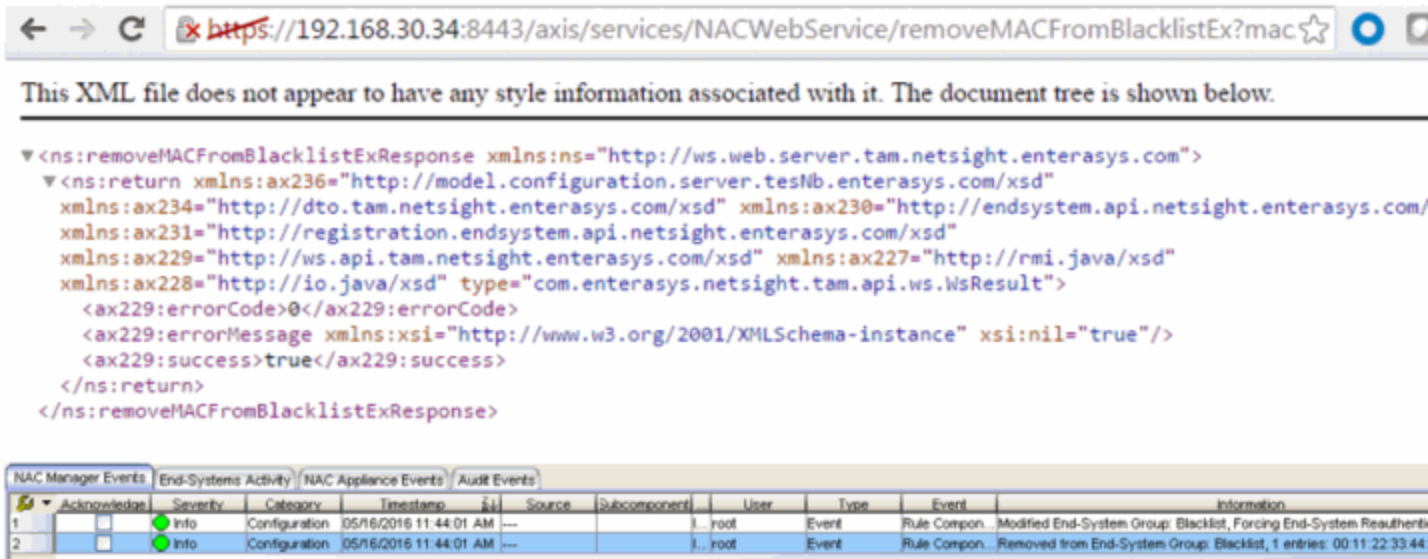 https://192.168.30.34:8443/axis/services/NACWebService/removeMACFromBlacklistEx?mac
This XML file does not appear to have any style information associated with it. The document tree is shown below.
▼<ns:removeMACFromBlacklistExResponse xmlns:ns="http://ws.web.server.tam.netsight.enterasys.com">
▼<ns:return xmlns:ax236="http://model.configuration.server.tesNb.enterasys.com/xsd"
xmlns:ax234="http://dto.tam.netsight.enterasys.com/xsd" xmlns:ax230="http://endsystem.api.netsight.enterasys.com/
xmlns:ax231="http://registration.endsystem.api.netsight.enterasys.com/xsd"
xmlns:ax229="http://ws.api.tam.netsight.enterasys.com/xsd" xmlns:ax227="http://rmi.java/xsd"
xmlns:ax228="http://io.java/xsd" type="com.enterasys.netsight.tam.api.ws.WsResult">
<ax229:errorCode>0</ax229:errorCode>
<ax229:errorMessage xmlns:xsi="http://www.w3.org/2001/XMLSchema-instance" xsi:nil="true"/>
<ax229:success>true</ax229:success>
</ns:return>
</ns:removeMACFromBlacklistExResponse>
NAC Manager Events End-Systems Activity NAC Appliance Events Audit Events
Acknowledge Severity Category Timestamp Source Subcomponent User Type Event Information
1 Info Configuration 05/16/2016 11:44:01 AM --- I... root Event Rule Compon... Modified End-System Group: Blacklist, Forcing End-System Reauthenti
2 Info Configuration 05/16/2016 11:44:01 AM --- I... root Event Rule Compon... Removed from End-System Group: Blacklist, 1 entries: 00:11:22:33:44